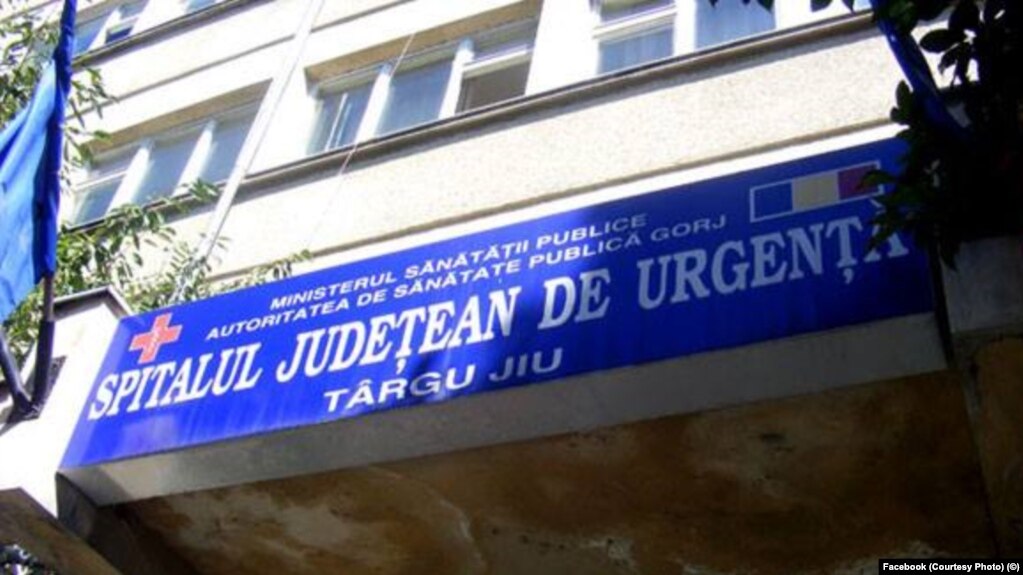 MINISTERUL SĂNĂTĂȚII PUBLICE
AUTORITATEA DE SĂNĂTATE PUBLICĂ GORJ
SPITALUL JUDEȚEAN DE URGENȚĂ
TÂRGU JIU
Facebook (Courtesy Photo) (©)